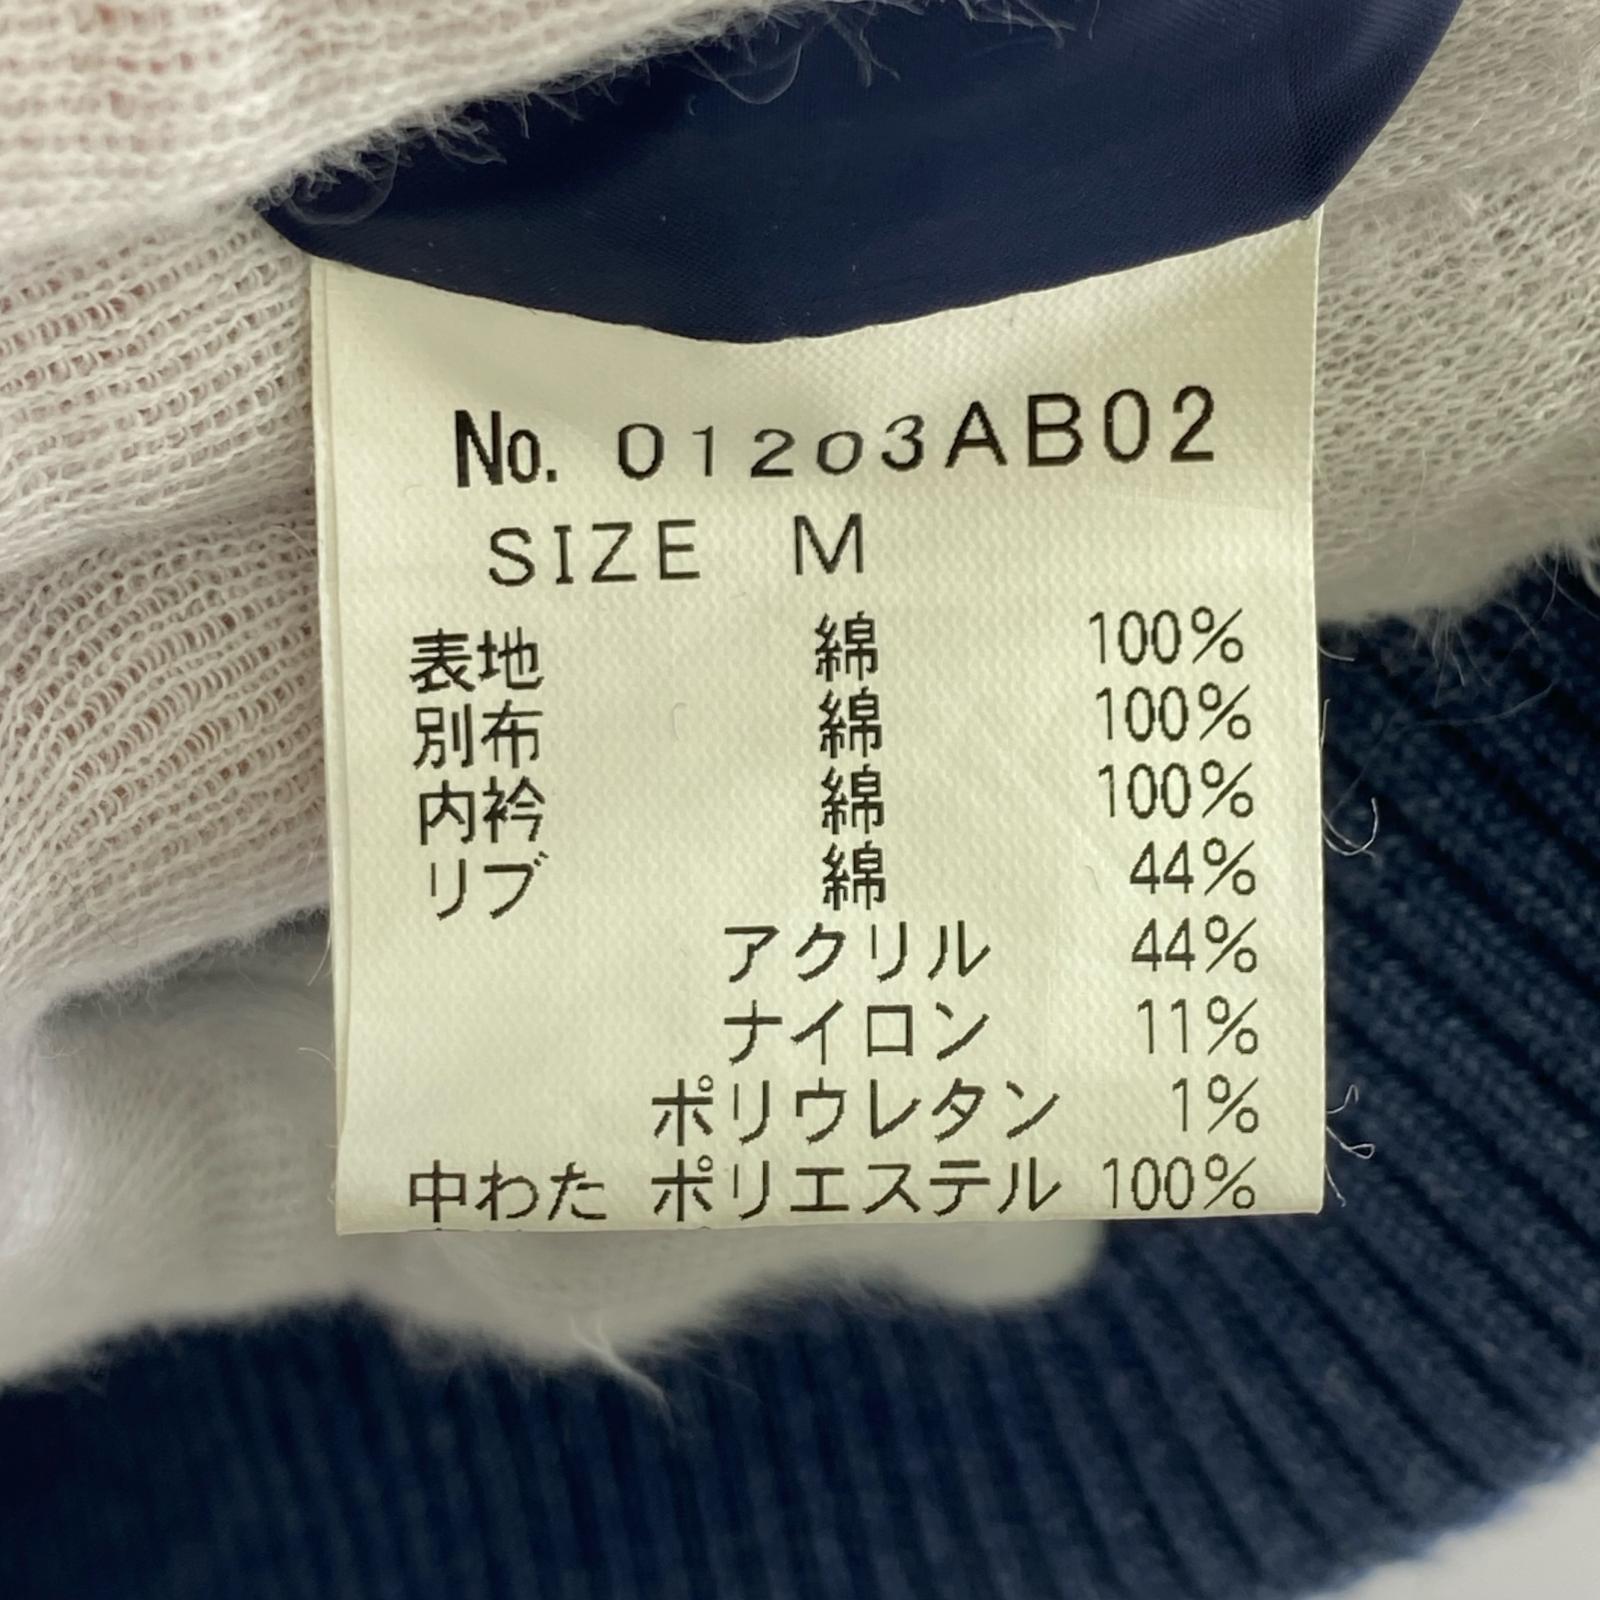 No. 01203AB02
SIZE M
表地 綿 100%
別布 綿 100%
内衿 綿 100%
リブ 綿 44%
アクリル 44%
ナイロン 11%
ポリウレタン 1%
中わた ポリエステル 100%